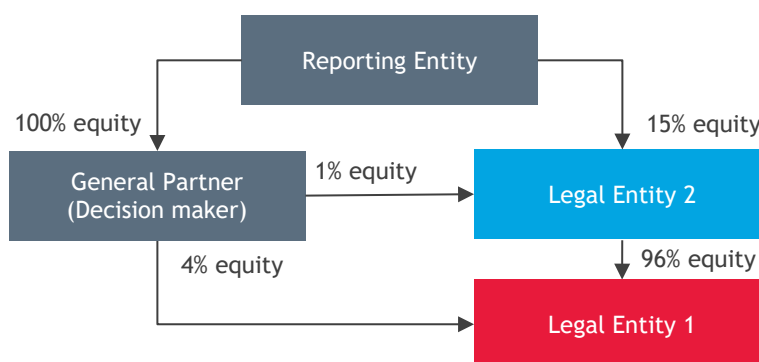 Reporting Entity
100% equity
15% equity
General Partner
(Decision maker)
1% equity
Legal Entity 2
4% equity
96% equity
Legal Entity 1